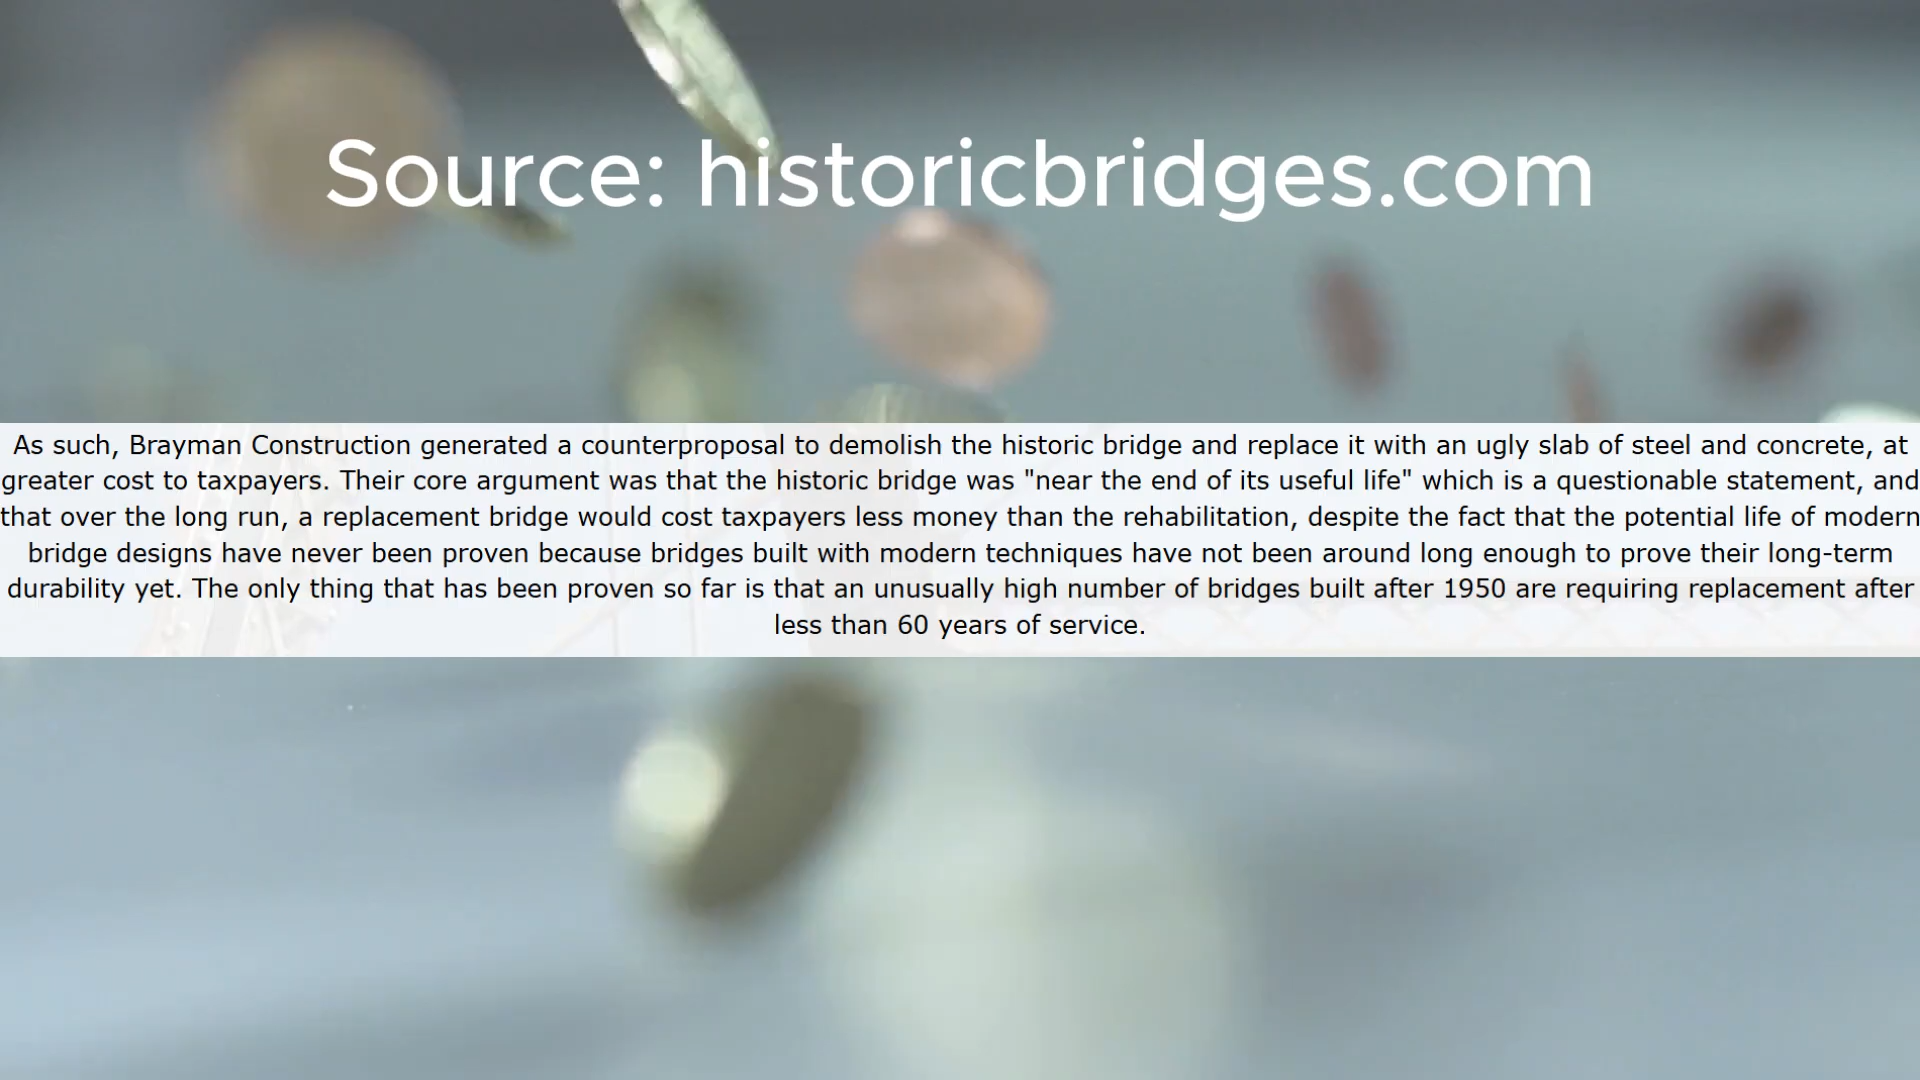 Source: historicbridges.com
As such, Brayman Construction generated a counterproposal to demolish the historic bridge and replace it with an ugly slab of steel and concrete, at
greater cost to taxpayers. Their core argument was that the historic bridge was "near the end of its useful life" which is a questionable statement, and
that over the long run, a replacement bridge would cost taxpayers less money than the rehabilitation, despite the fact that the potential life of modern
bridge designs have never been proven because bridges built with modern techniques have not been around long enough to prove their long-term
durability yet. The only thing that has been proven so far is that an unusually high number of bridges built after 1950 are requiring replacement after
less than 60 years of service.